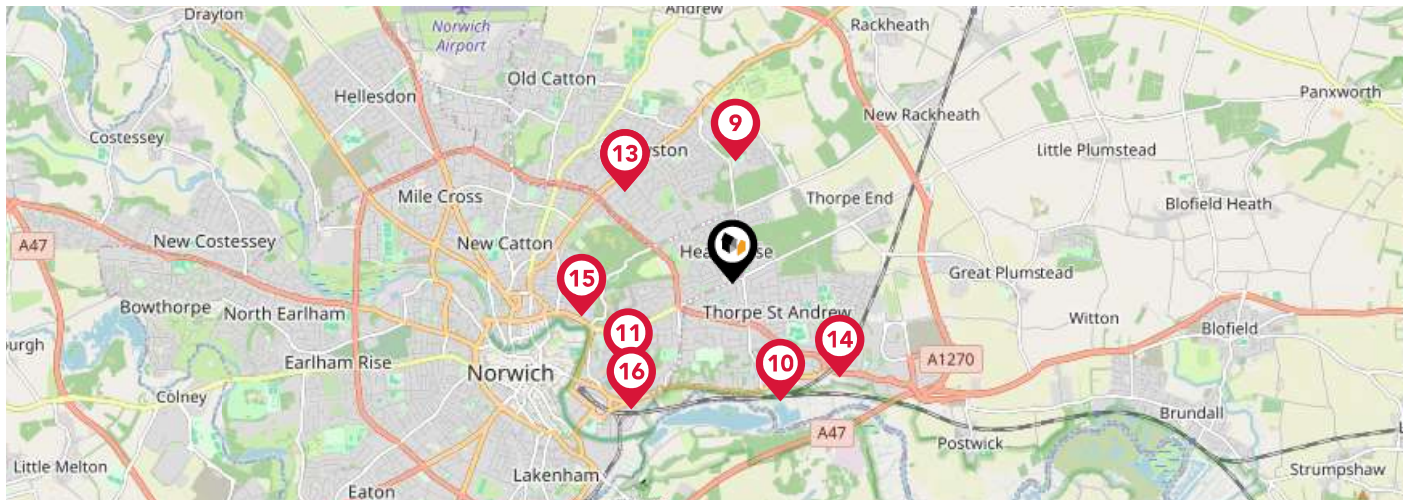 Drayton
Norwich
Airport
Andrew
Rackheath
Old Catton
Hellesdon
Panxworth
9
New Rackheath
Costessey
13
Little Plumstead
Mile Cross
Thorpe End
Blofield Heath
A47
New Costessey
New Catton
15
Great Plumstead
Bowthorpe
North Earlham
Thorpe St Andrew
Witton
Blofield
11
14
Earlham Rise
A1270
Norwich
16
10
Colney
Brundall
A47
Postwick
Little Melton
Lakenham
Strumpshaw
Eaton